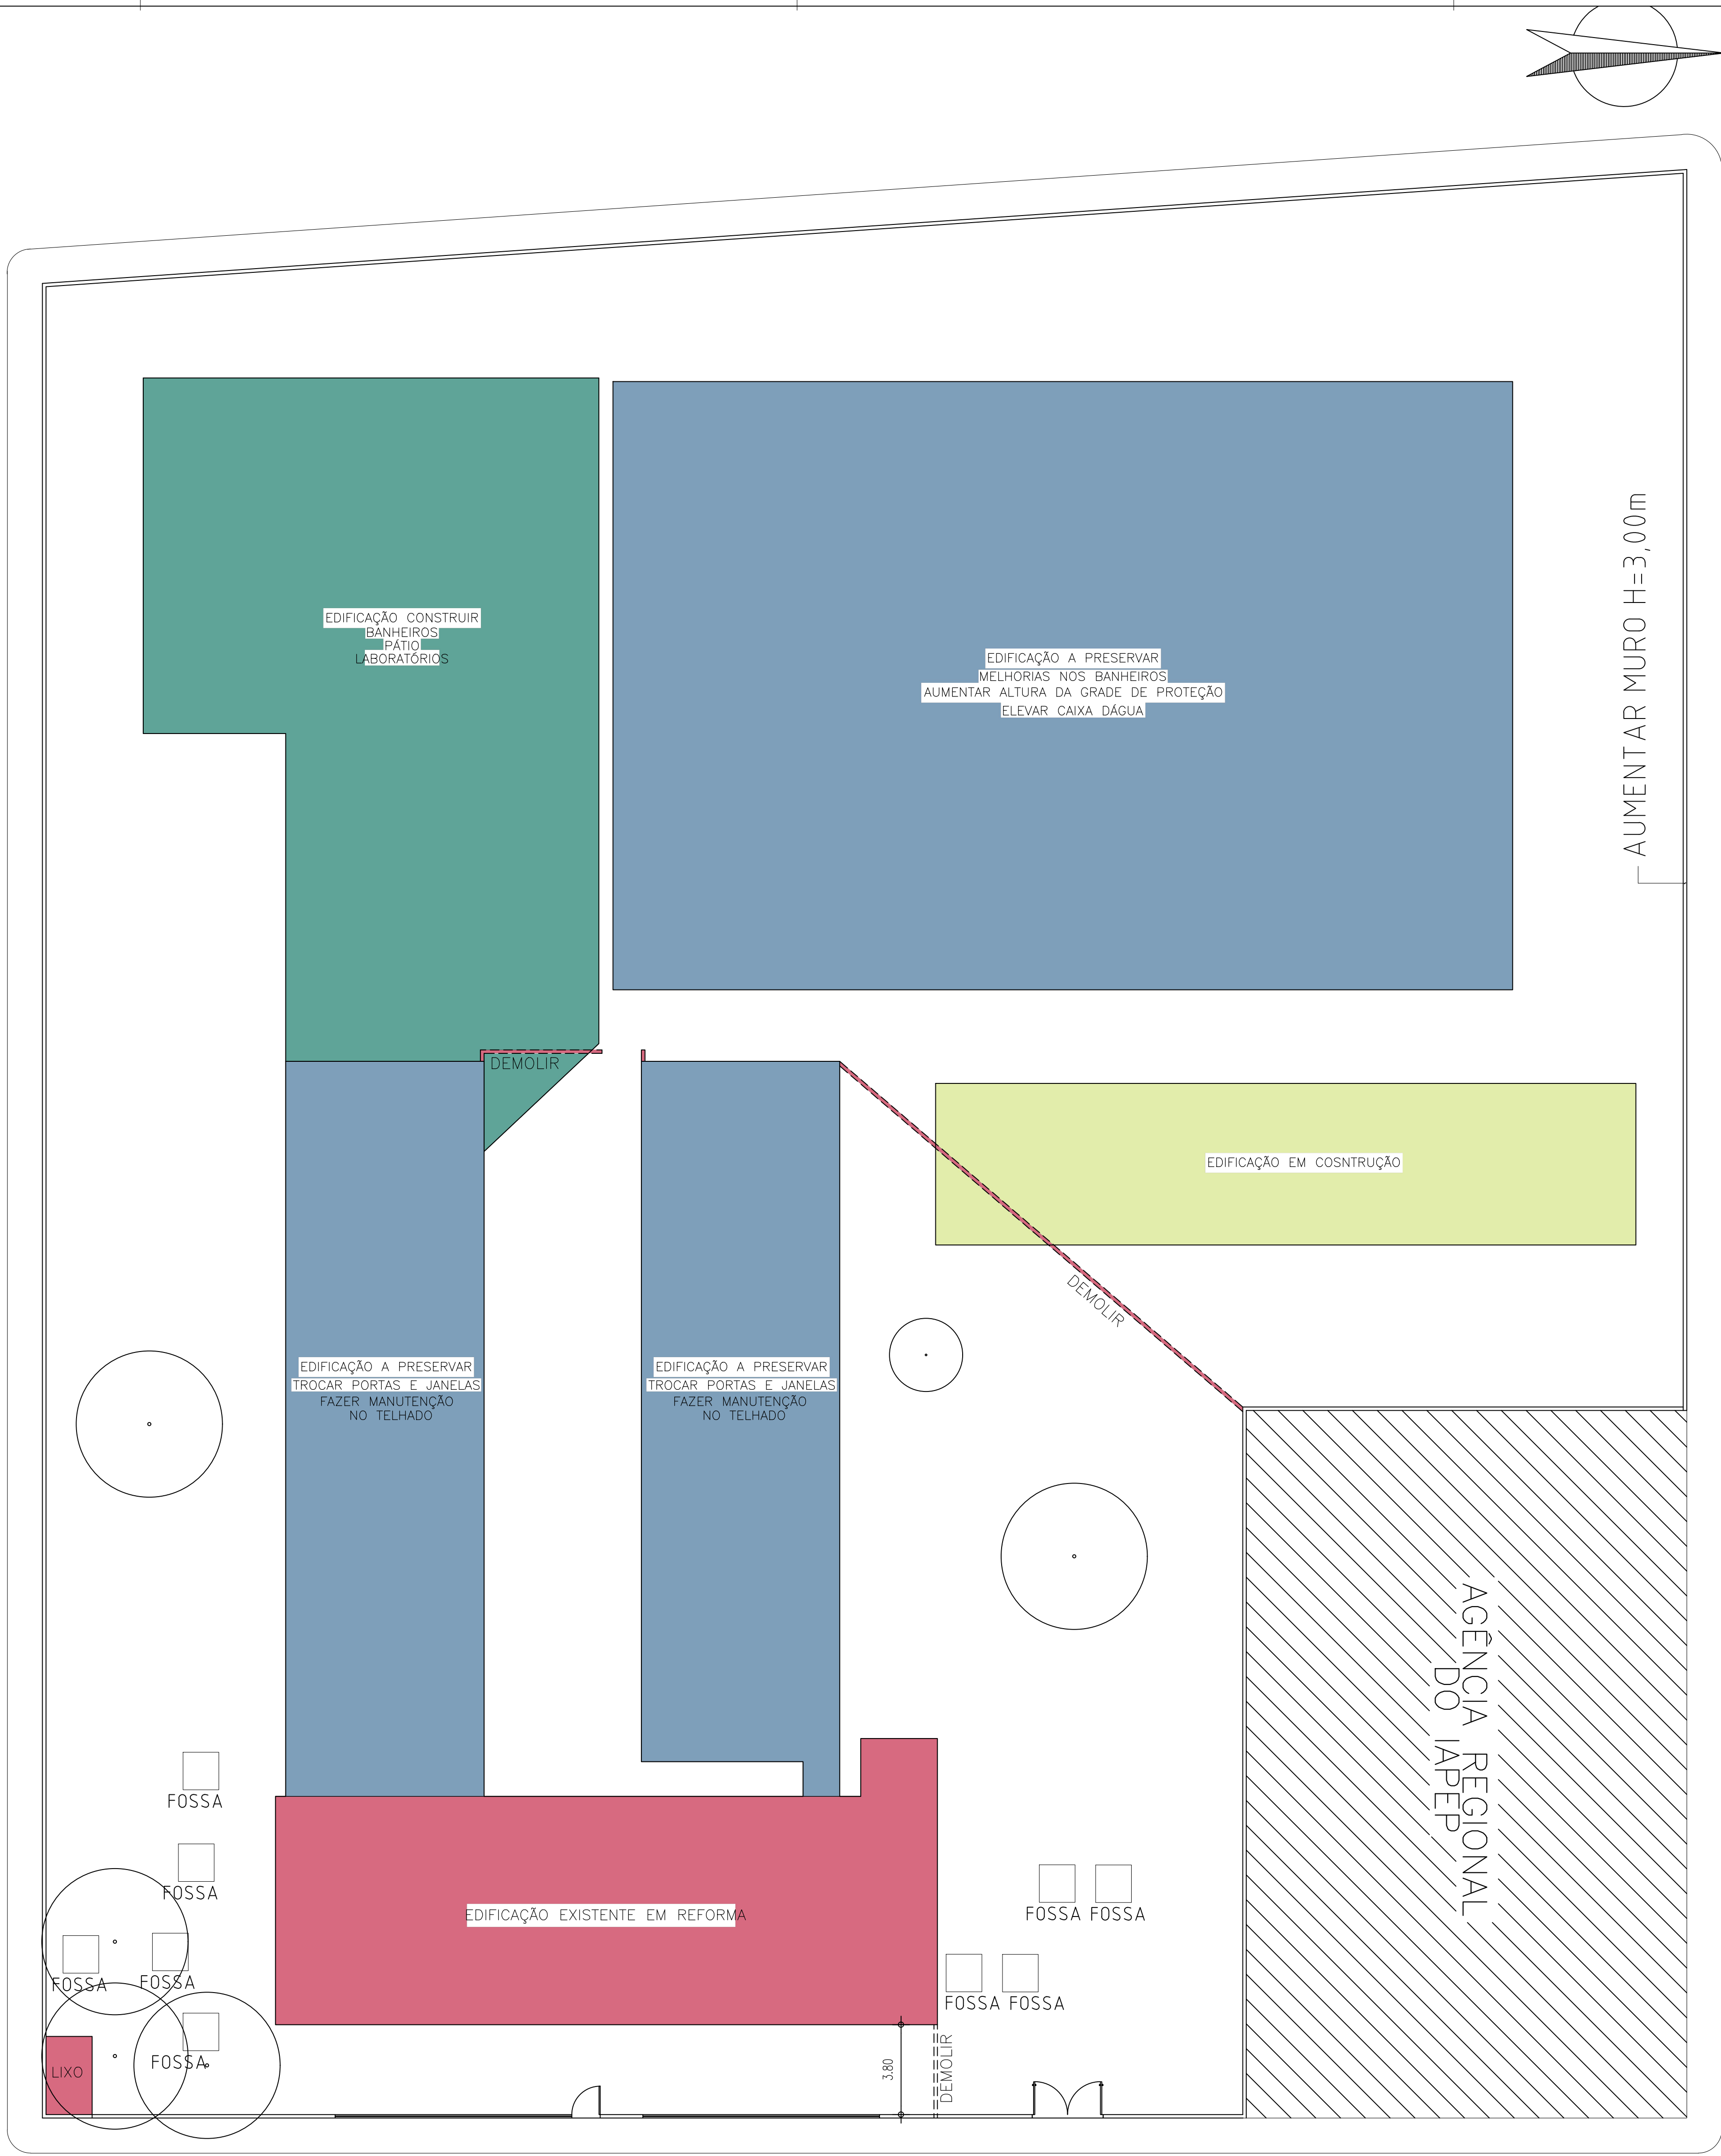 EDIFICAÇÃO CONSTRUIR
BANHEIROS
PÁTIO
LABORATÓRIOS
EDIFICAÇÃO A PRESERVAR
MELHORIAS NOS BANHEIROS
AUMENTAR ALTURA DA GRADE DE PROTEÇÃO
ELEVAR CAIXA DÁGUA
AUMENTAR MURO H=3,00m
DEMOLIR
EDIFICAÇÃO EM COSNTRUÇÃO
DEMOLIR
EDIFICAÇÃO A PRESERVAR
TROCAR PORTAS E JANELAS
FAZER MANUTENÇÃO
NO TELHADO
EDIFICAÇÃO A PRESERVAR
TROCAR PORTAS E JANELAS
FAZER MANUTENÇÃO
NO TELHADO
AGÊNCIA REGIONAL
DO IAPEP
FOSSA
FOSSA
FOSSA
FOSSA
FOSSA
EDIFICAÇÃO EXISTENTE EM REFORMA
FOSSA
FOSSA
FOSSA
FOSSA
LIXO
3.80
DEMOLIR